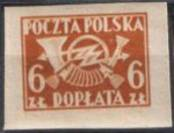 POCZTA POLSKA
6 6
ZŁ DOPŁATA ZŁ